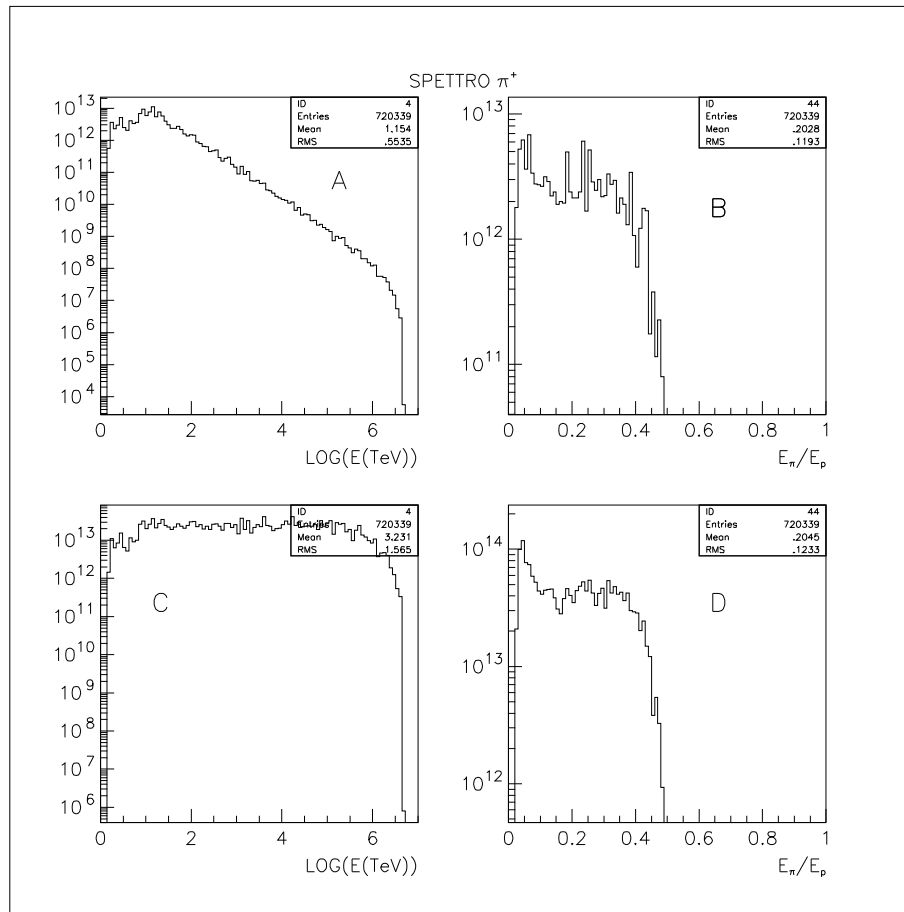 SPETTRO π⁺
ID 4
Entries 720339
Mean 1.154
RMS .5535
A
10¹³
10¹²
10¹¹
10¹⁰
10⁹
10⁸
10⁷
10⁶
10⁵
10⁴
0 2 4 6
LOG(E(TeV))
ID 44
Entries 720339
Mean .2028
RMS .1193
B
10¹³
10¹²
10¹¹
0 0.2 0.4 0.6 0.8 1
E_π/E_p
ID 4
Entries 720339
Mean 3.231
RMS 1.565
C
10¹³
10¹²
10¹¹
10¹⁰
10⁹
10⁸
10⁷
10⁶
0 2 4 6
LOG(E(TeV))
ID 44
Entries 720339
Mean .2045
RMS .1233
D
10¹⁴
10¹³
10¹²
0 0.2 0.4 0.6 0.8 1
E_π/E_p